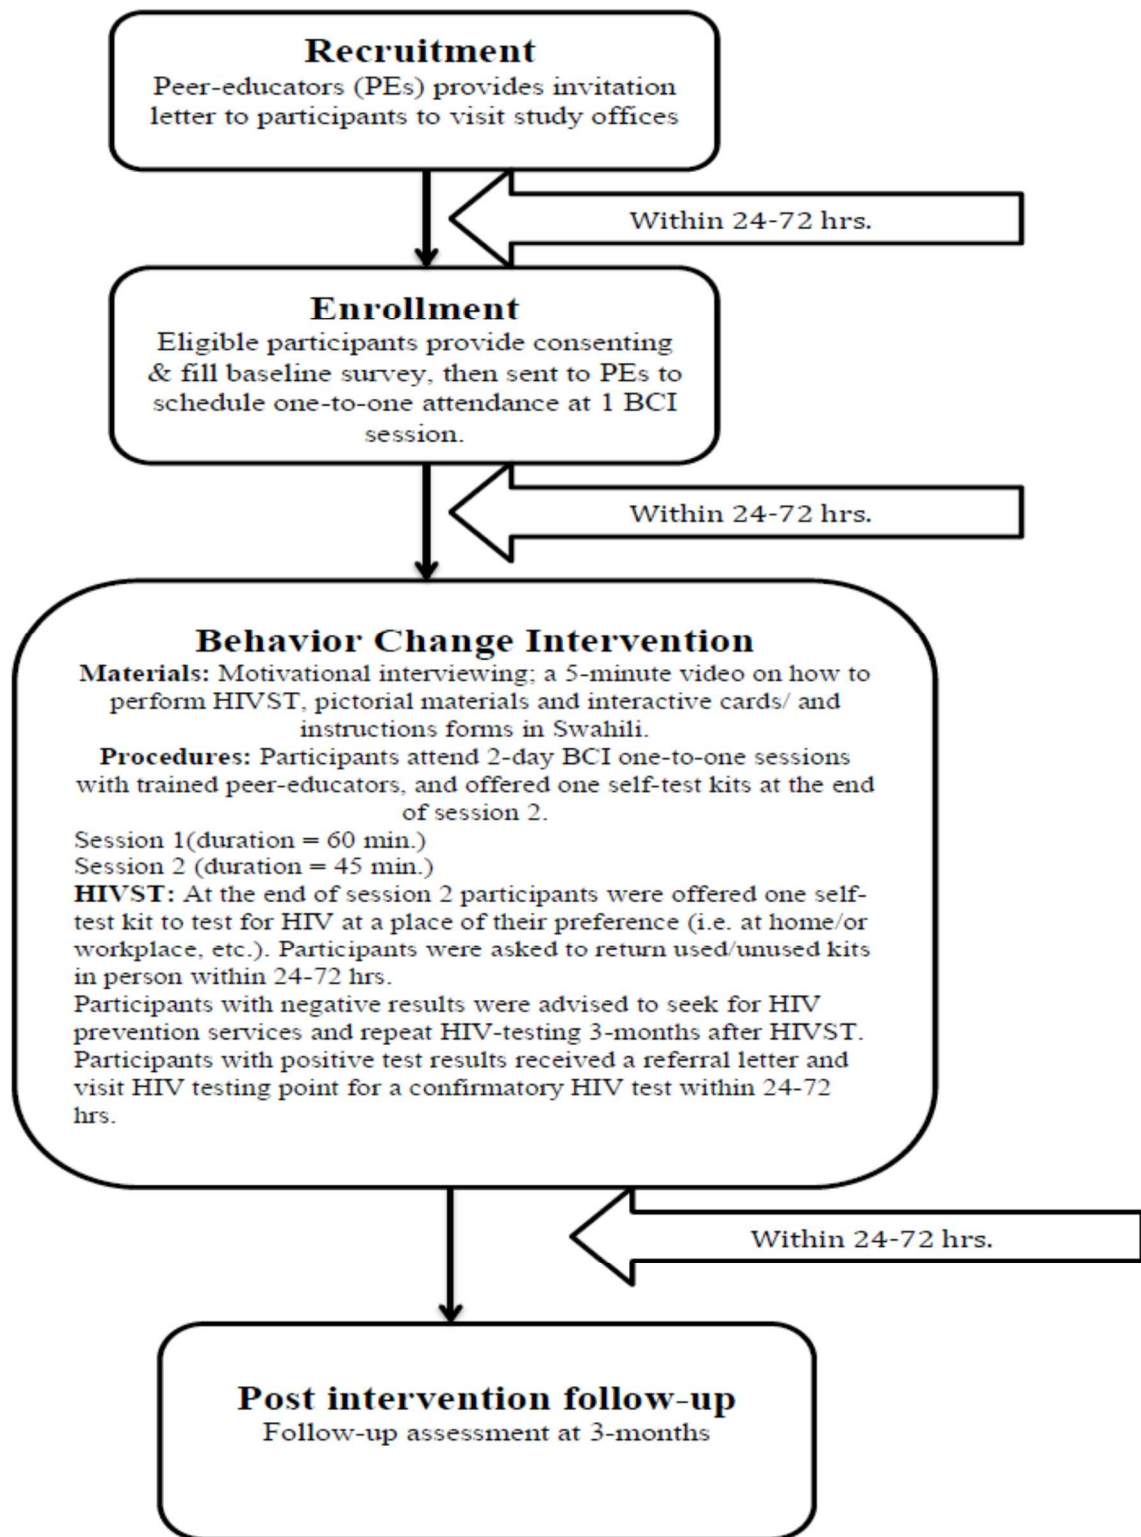 Recruitment
Peer-educators (PEs) provides invitation
letter to participants to visit study offices
Within 24-72 hrs.
Enrollment
Eligible participants provide consenting
& fill baseline survey, then sent to PEs to
schedule one-to-one attendance at 1 BCI
session.
Within 24-72 hrs.
Behavior Change Intervention
Materials: Motivational interviewing; a 5-minute video on how to
perform HIVST, pictorial materials and interactive cards/ and
instructions forms in Swahili.
Procedures: Participants attend 2-day BCI one-to-one sessions
with trained peer-educators, and offered one self-test kits at the end
of session 2.
Session 1(duration = 60 min.)
Session 2 (duration = 45 min.)
HIVST: At the end of session 2 participants were offered one self-
test kit to test for HIV at a place of their preference (i.e. at home/or
workplace, etc.). Participants were asked to return used/unused kits
in person within 24-72 hrs.
Participants with negative results were advised to seek for HIV
prevention services and repeat HIV-testing 3-months after HIVST.
Participants with positive test results received a referral letter and
visit HIV testing point for a confirmatory HIV test within 24-72
hrs.
Within 24-72 hrs.
Post intervention follow-up
Follow-up assessment at 3-months